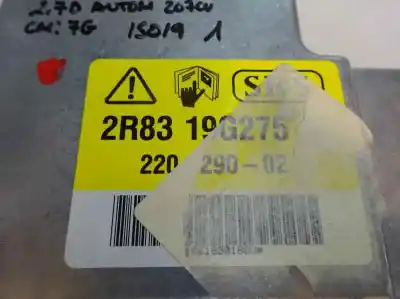 2.7D AUTOM 207CV
CM: 7G 15019 1
2R83 19G275
220 290-02